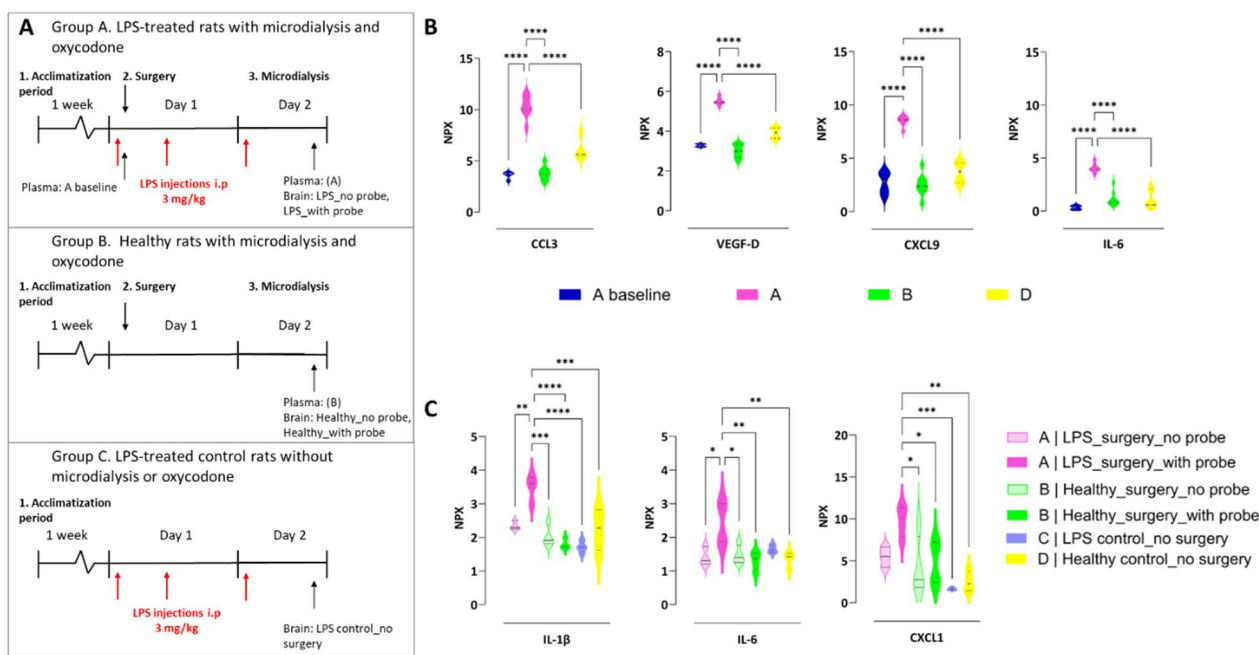 A
Group A. LPS-treated rats with microdialysis and
oxycodone
1. Acclimatization
period
2. Surgery
3. Microdialysis
1 week
Day 1
Day 2
Plasma: A baseline
LPS injections i.p
3 mg/kg
Plasma: (A)
Brain: LPS_no probe,
LPS_with probe
Group B. Healthy rats with microdialysis and
oxycodone
1. Acclimatization
period
2. Surgery
3. Microdialysis
1 week
Day 1
Day 2
Plasma: (B)
Brain: Healthy_no probe,
Healthy_with probe
Group C. LPS-treated control rats without
microdialysis or oxycodone
1. Acclimatization
period
1 week
Day 1
Day 2
LPS injections i.p
3 mg/kg
Brain: LPS control_no
surgery
B
NPX
15
10
5
0
****
****
****
CCL3
NPX
8
6
4
2
0
****
****
****
VEGF-D
NPX
15
10
5
0
****
****
****
CXCL9
NPX
15
10
5
0
****
****
****
IL-6
A baseline
A
B
D
C
NPX
5
4
3
2
1
0
***
****
****
**
***
IL-1β
NPX
5
4
3
2
1
0
**
**
*
*
IL-6
NPX
20
15
10
5
0
**
***
*
*
CXCL1
A | LPS_surgery_no probe
A | LPS_surgery_with probe
B | Healthy_surgery_no probe
B | Healthy_surgery_with probe
C | LPS control_no surgery
D | Healthy control_no surgery